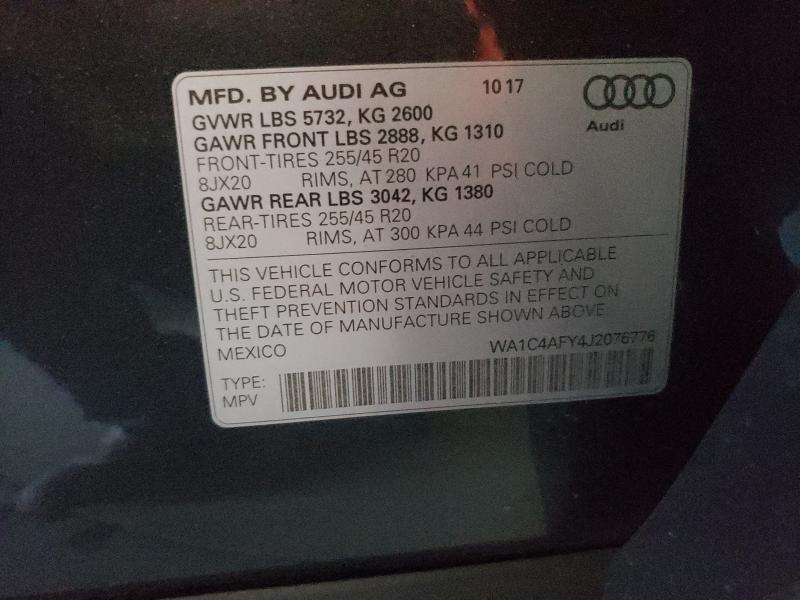 MFD. BY AUDI AG 10 17
GVWR LBS 5732, KG 2600
GAWR FRONT LBS 2888, KG 1310
FRONT-TIRES 255/45 R20
8JX20 RIMS, AT 280 KPA 41 PSI COLD
GAWR REAR LBS 3042, KG 1380
REAR-TIRES 255/45 R20
8JX20 RIMS, AT 300 KPA 44 PSI COLD
Audi
THIS VEHICLE CONFORMS TO ALL APPLICABLE
U.S. FEDERAL MOTOR VEHICLE SAFETY AND
THEFT PREVENTION STANDARDS IN EFFECT ON
THE DATE OF MANUFACTURE SHOWN ABOVE
MEXICO WA1C4AFY4J2076776
TYPE:
MPV